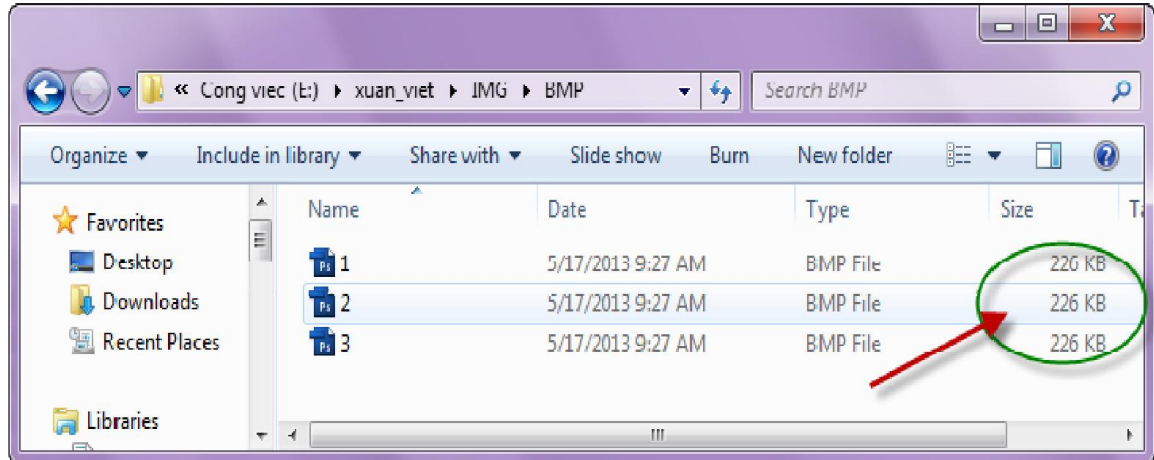 « Cong viec (E:) ▸ xuan_viet ▸ IMG ▸ BMP Search BMP
Organize Include in library Share with Slide show Burn New folder
Favorites
Desktop
Downloads
Recent Places
Libraries
Name Date Type Size
1 5/17/2013 9:27 AM BMP File 226 KB
2 5/17/2013 9:27 AM BMP File 226 KB
3 5/17/2013 9:27 AM BMP File 226 KB